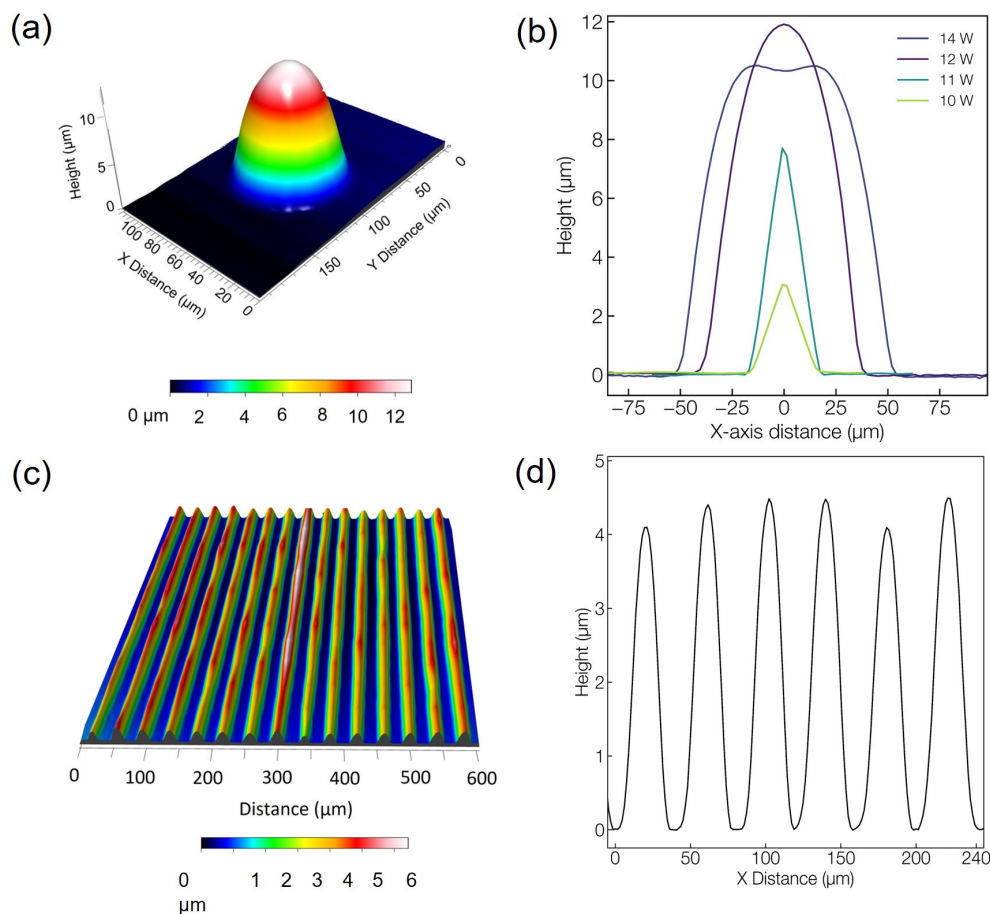 (a)
Height (µm)
10
5
0
100
80
60
40
20
0
X Distance (µm)
150
100
50
0
Y Distance (µm)
0 µm 2 4 6 8 10 12
(b)
12
10
8
6
4
2
0
Height (µm)
14 W
12 W
11 W
10 W
−75 −50 −25 0 25 50 75
X-axis distance (µm)
(c)
0 100 200 300 400 500 600
Distance (µm)
0 1 2 3 4 5 6
µm
(d)
5
4
3
2
1
0
Height (µm)
0 50 100 150 200 240
X Distance (µm)